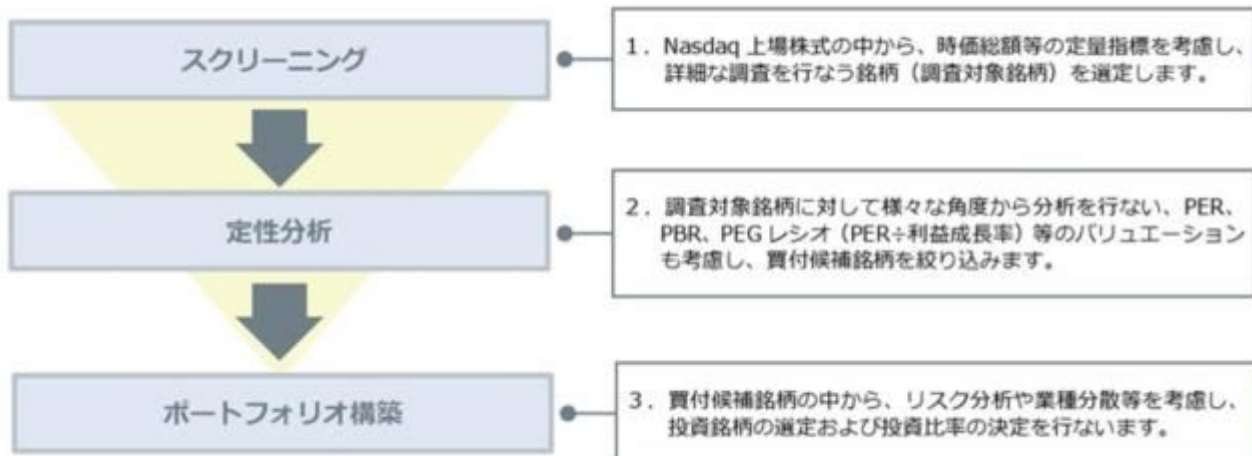 スクリーニング
1．Nasdaq 上場株式の中から、時価総額等の定量指標を考慮し、
詳細な調査を行なう銘柄（調査対象銘柄）を選定します。
定性分析
2．調査対象銘柄に対して様々な角度から分析を行ない、PER、
PBR、PEG レシオ（PER÷利益成長率）等のバリュエーション
も考慮し、買付候補銘柄を絞り込みます。
ポートフォリオ構築
3．買付候補銘柄の中から、リスク分析や業種分散等を考慮し、
投資銘柄の選定および投資比率の決定を行ないます。